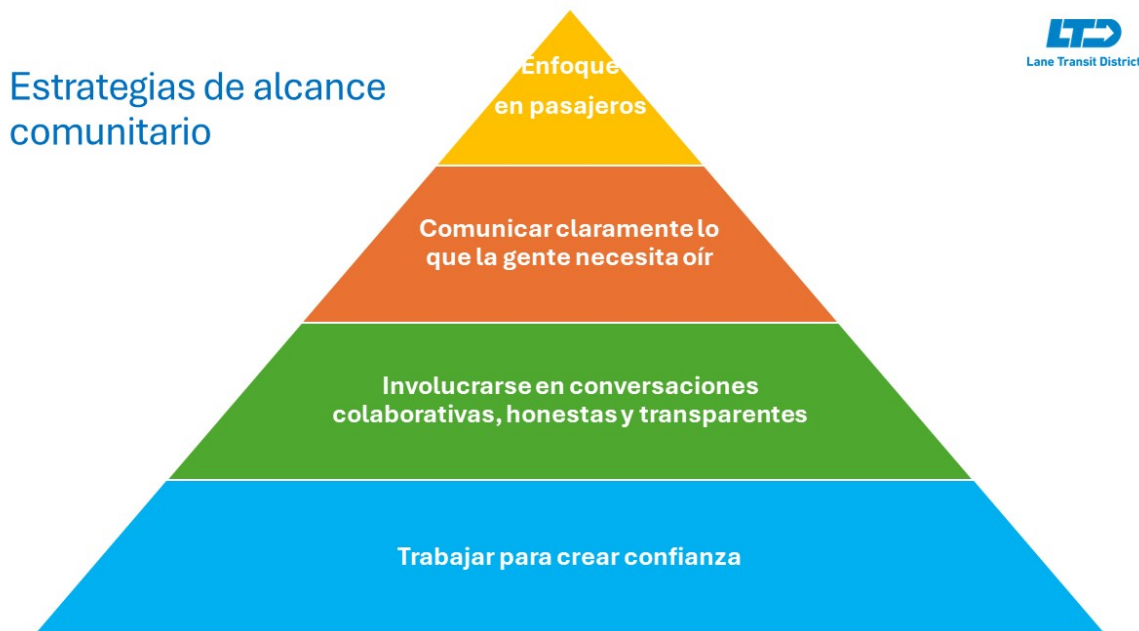 Estrategias de alcance
comunitario
LTD
Lane Transit District
Enfoque
en pasajeros
Comunicar claramente lo
que la gente necesita oír
Involucrarse en conversaciones
colaborativas, honestas y transparentes
Trabajar para crear confianza